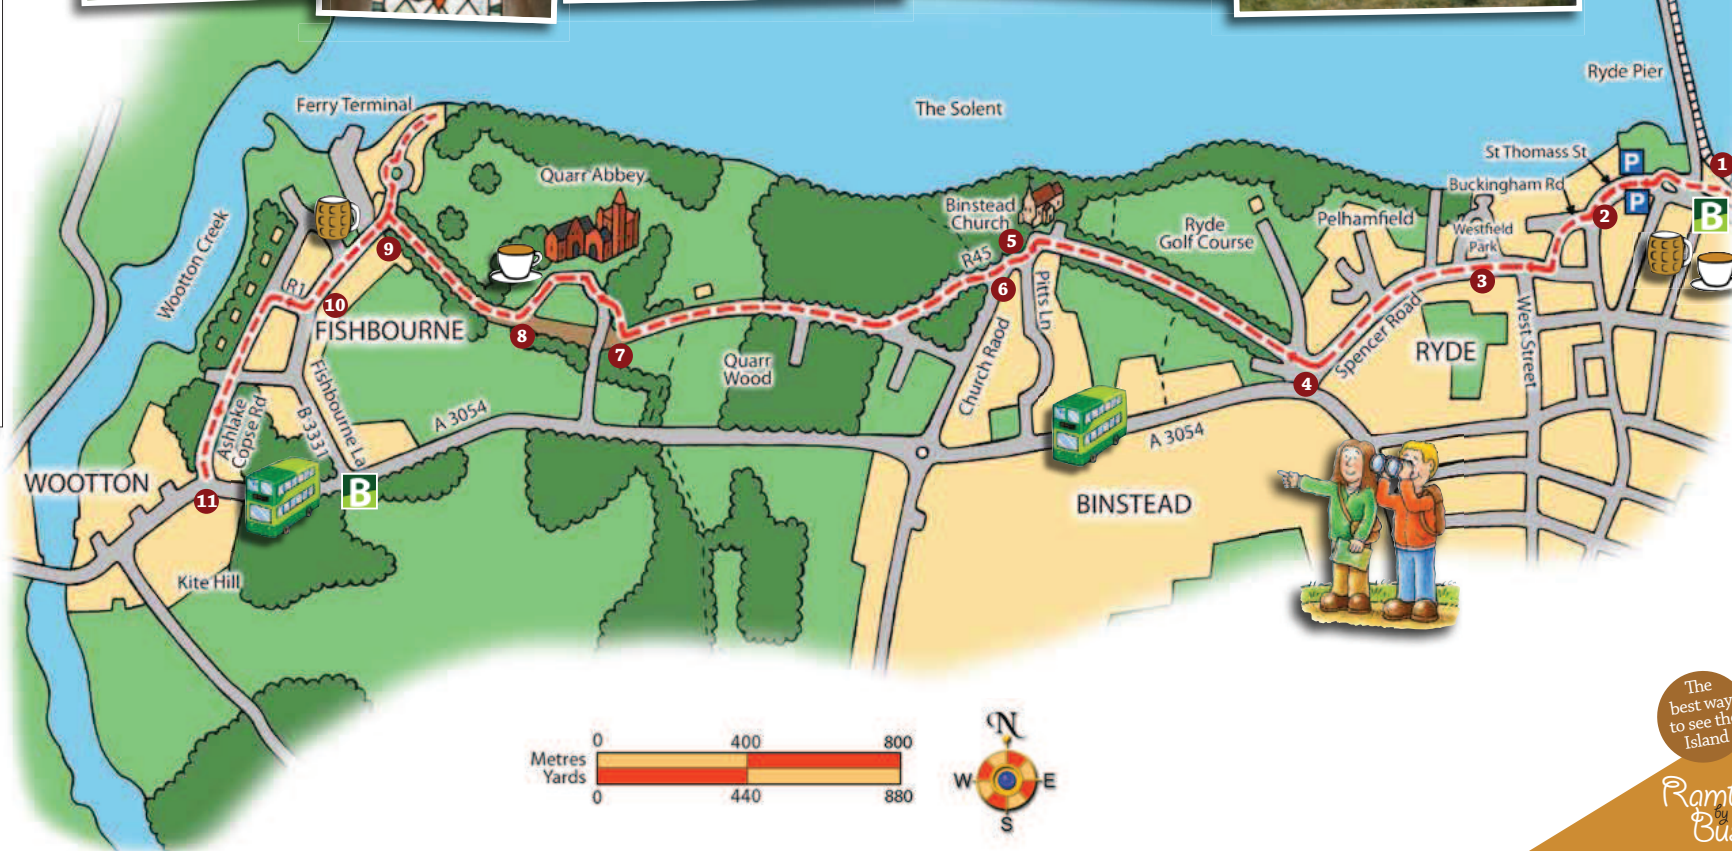 Ryde Pier
Ferry Terminal
The Solent
St Thomass St
P
1
Quarr Abbey
Buckingham Rd
P
2
B
Binstead
Church
5
Ryde
Golf Course
Pelhamfield
Westfield
Park
Wootton Creek
9
R45
6
Pitts Ln
3
R1
10
FISHBOURNE
8
7
Quarr
Wood
Church Raod
Spencer Road
West Street
RYDE
4
Ashlake
Copse Rd
B3331
Fishbourne La
A 3054
A 3054
WOOTTON
11
B
BINSTEAD
Kite Hill
The
best way
to see the
Island
0 400 800
Metres
Yards
0 440 880
N
W E
S
by